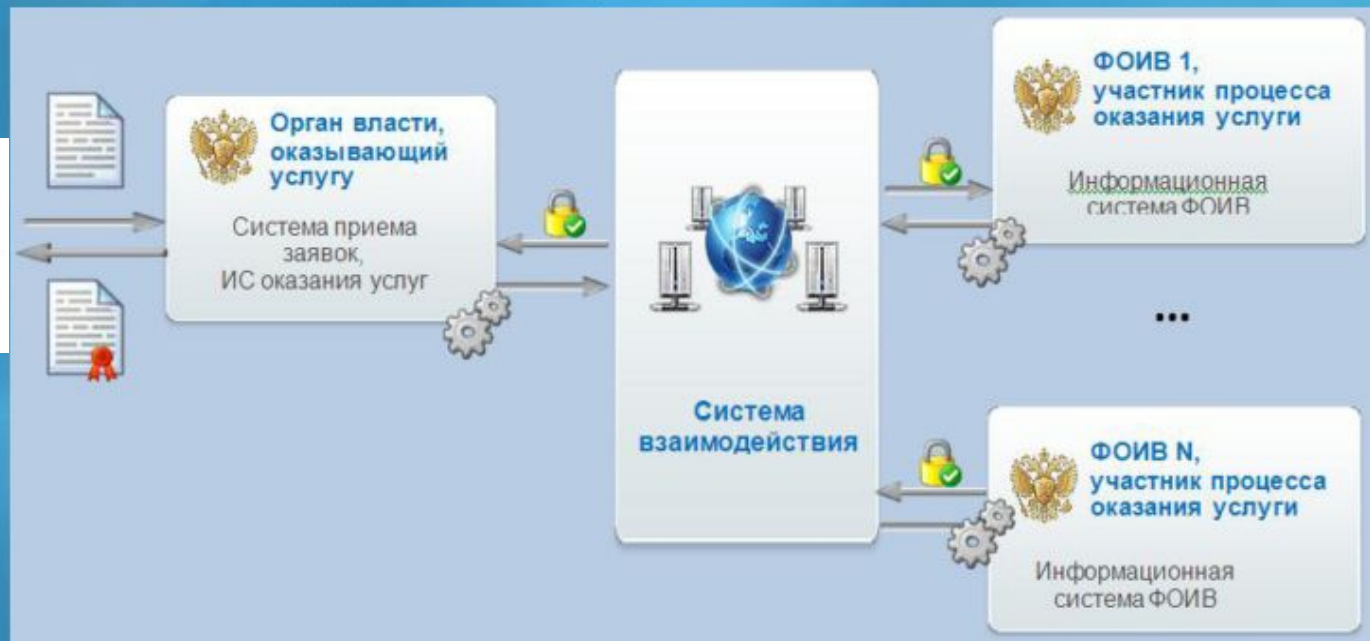 Орган власти,
оказывающий
услугу
Система приема
заявок,
ИС оказания услуг
Система
взаимодействия
ФОИВ 1,
участник процесса
оказания услуги
Информационная
система ФОИВ
...
ФОИВ N,
участник процесса
оказания услуги
Информационная
система ФОИВ